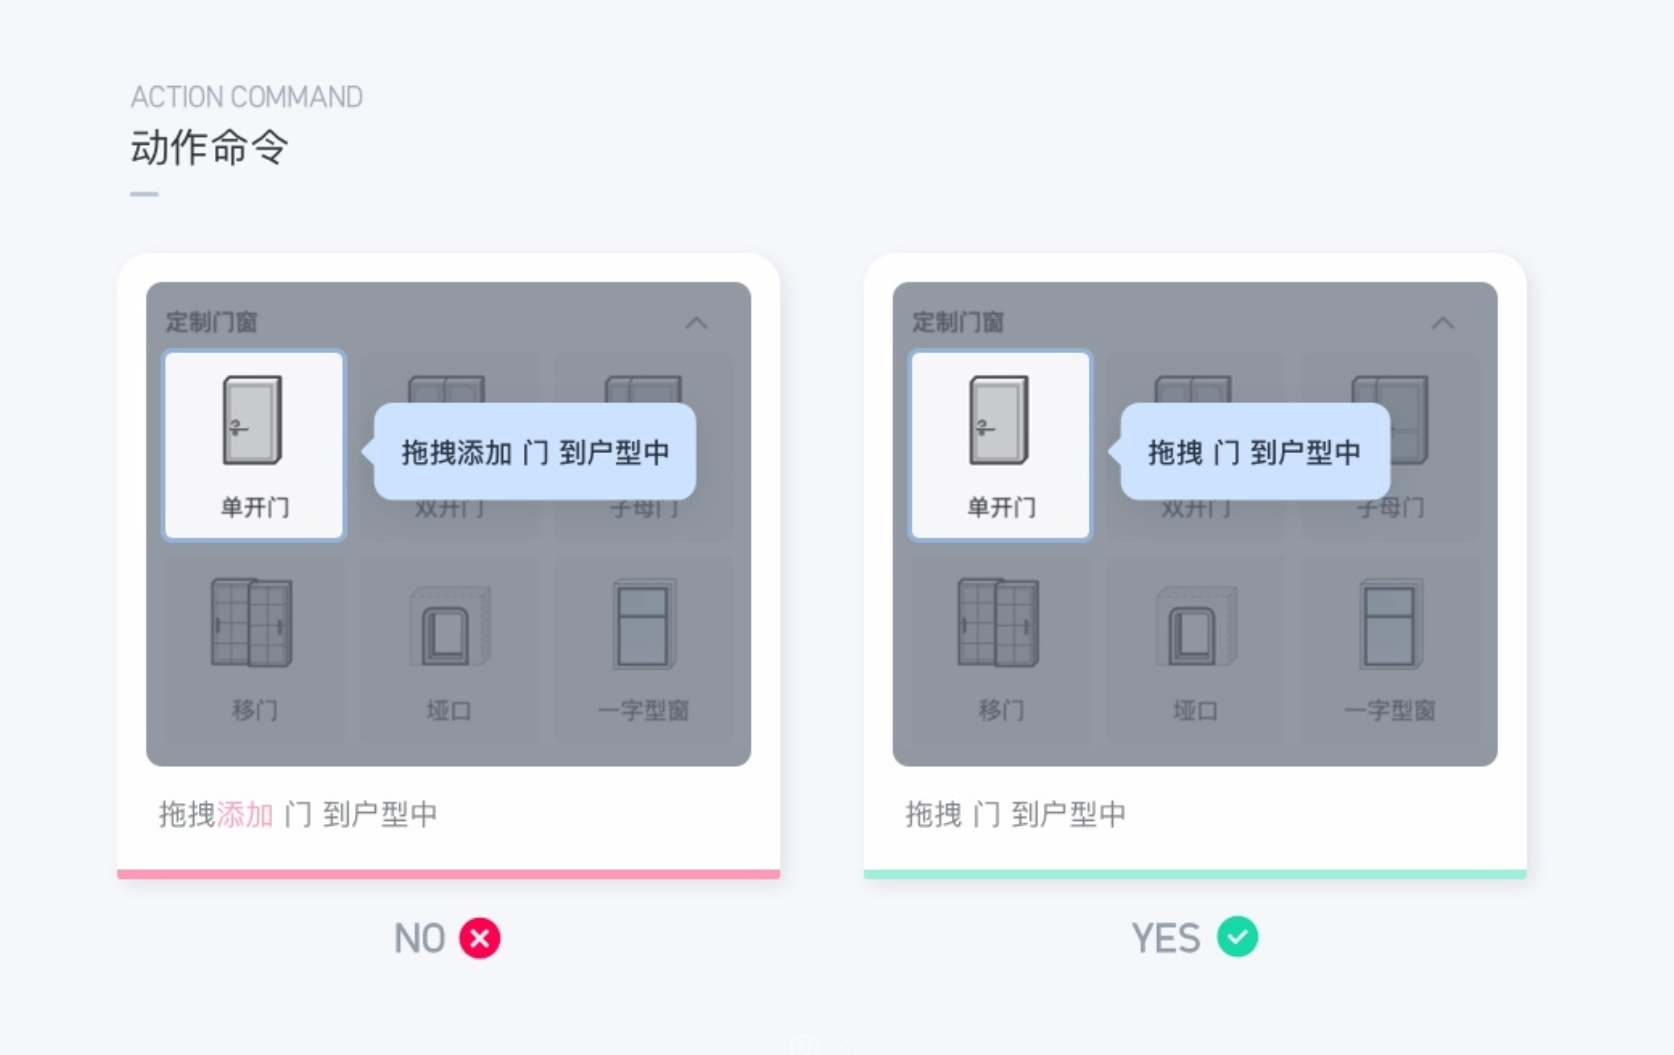 ACTION COMMAND
动作命令
定制门窗
单开门
拖拽添加 门 到户型中
双开门
子母门
移门
垭口
一字型窗
拖拽添加 门 到户型中
NO
定制门窗
单开门
拖拽 门 到户型中
双开门
子母门
移门
垭口
一字型窗
拖拽 门 到户型中
YES